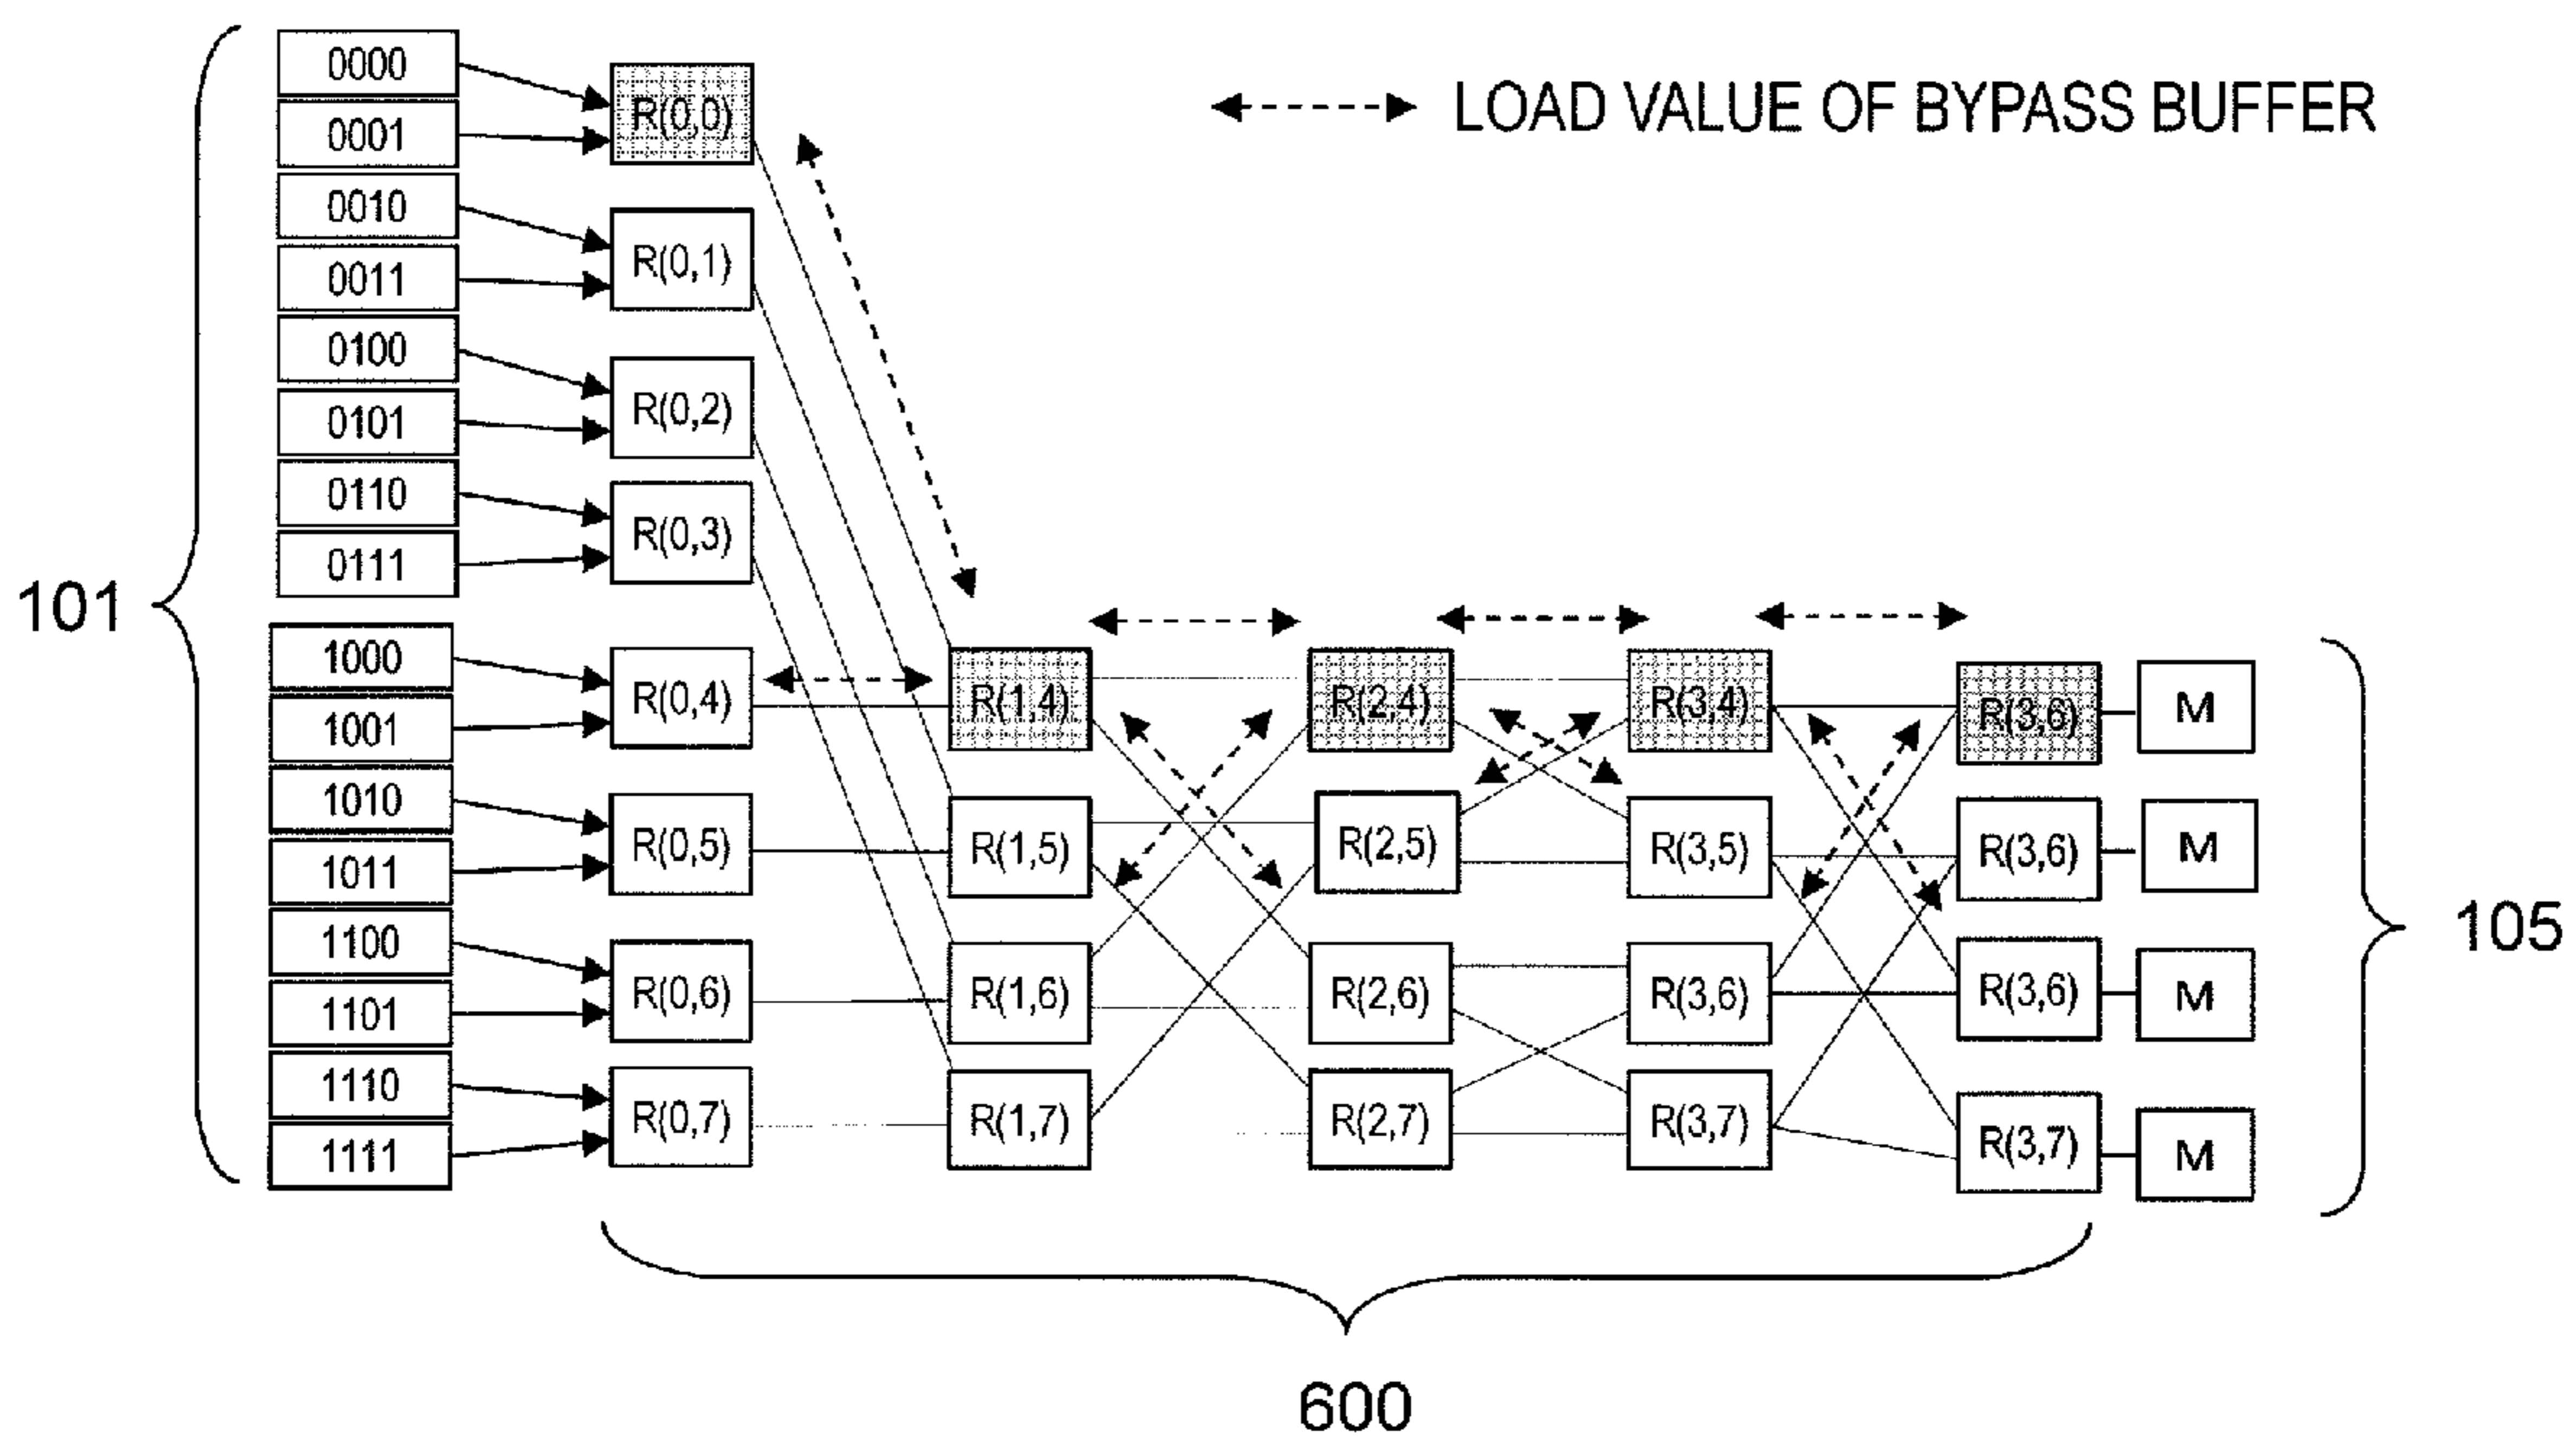 0000
0001
0010
0011
0100
0101
0110
0111
1000
1001
1010
1011
1100
1101
1110
1111
101
R(0,0)
R(0,1)
R(0,2)
R(0,3)
R(0,4)
R(0,5)
R(0,6)
R(0,7)
LOAD VALUE OF BYPASS BUFFER
R(1,4)
R(1,5)
R(1,6)
R(1,7)
R(2,4)
R(2,5)
R(2,6)
R(2,7)
R(3,4)
R(3,5)
R(3,6)
R(3,7)
R(3,6)
R(3,6)
R(3,6)
R(3,7)
M
M
M
M
105
600